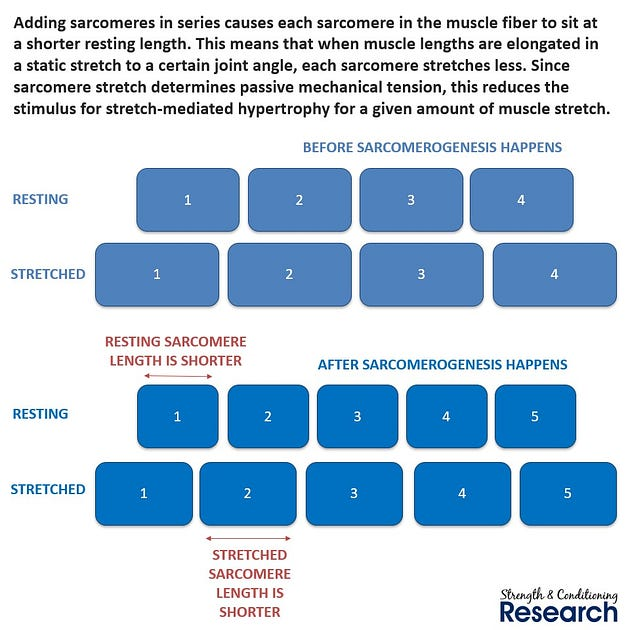 Adding sarcomeres in series causes each sarcomere in the muscle fiber to sit at
a shorter resting length. This means that when muscle lengths are elongated in
a static stretch to a certain joint angle, each sarcomere stretches less. Since
sarcomere stretch determines passive mechanical tension, this reduces the
stimulus for stretch-mediated hypertrophy for a given amount of muscle stretch.
BEFORE SARCOMEROGENESIS HAPPENS
RESTING
1
2
3
4
STRETCHED
1
2
3
4
RESTING SARCOMERE
LENGTH IS SHORTER
AFTER SARCOMEROGENESIS HAPPENS
RESTING
1
2
3
4
5
STRETCHED
1
2
3
4
5
STRETCHED
SARCOMERE
LENGTH IS
SHORTER
Strength & Conditioning
Research